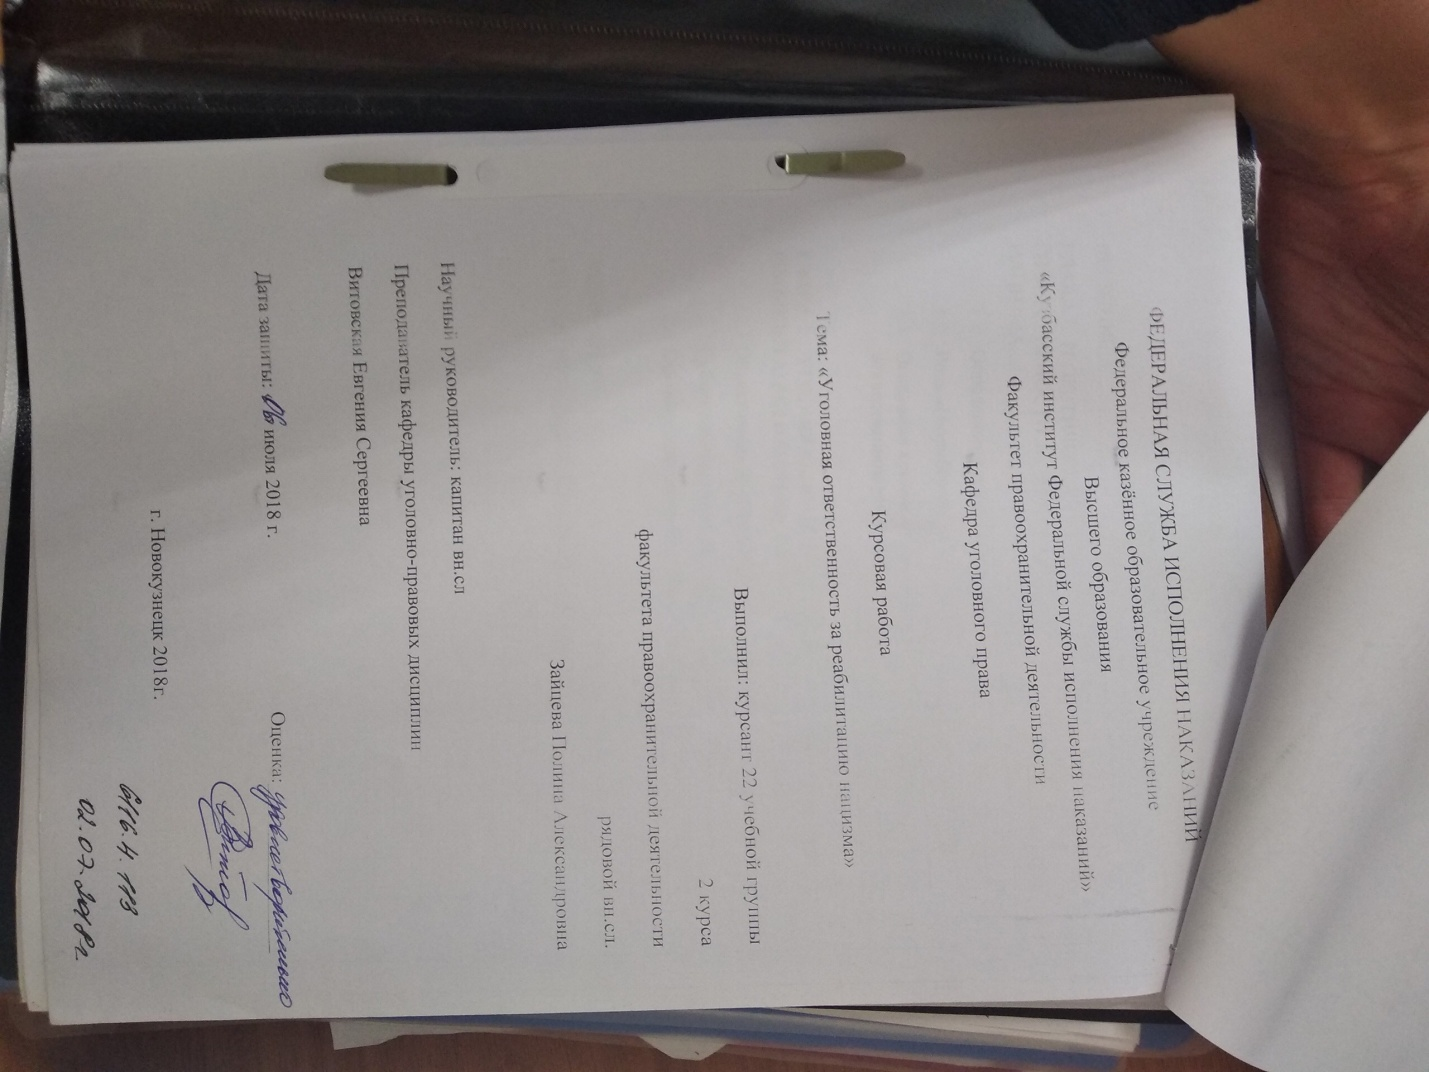 ФЕДЕРАЛЬНАЯ СЛУЖБА ИСПОЛНЕНИЯ НАКАЗАНИЙ
Федеральное казённое образовательное учреждение
Высшего образования
«Кузбасский институт Федеральной службы исполнения наказаний»
Факультет правоохранительной деятельности
Кафедра уголовного права
Курсовая работа
Тема: «Уголовная ответственность за реабилитацию нацизма»
Выполнил: курсант 22 учебной группы
2 курса
факультета правоохранительной деятельности
рядовой вн.сл.
Зайцева Полина Александровна
Научный руководитель: капитан вн.сл
Преподаватель кафедры уголовно-правовых дисциплин
Витовская Евгения Сергеевна
Дата защиты: 06 июля 2018 г.
Оценка: удовлетворительно
г. Новокузнецк 2018г.
02.07.2018г.